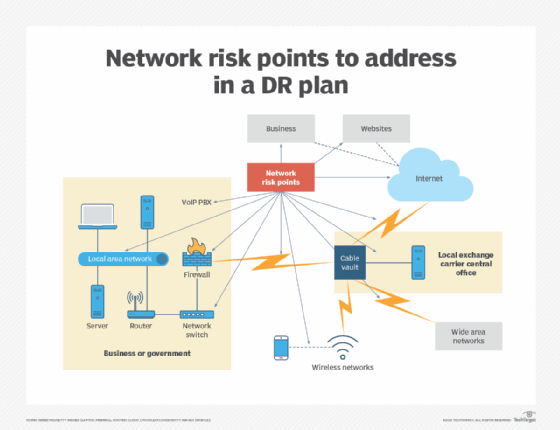 Network risk points to address
in a DR plan
Business
Websites
Network
risk points
Internet
VoIP PBX
Local area network
Firewall
Cable
vault
Local exchange
carrier central
office
Server
Router
Network
switch
Business or government
Wide area
networks
Wireless networks
TechTarget